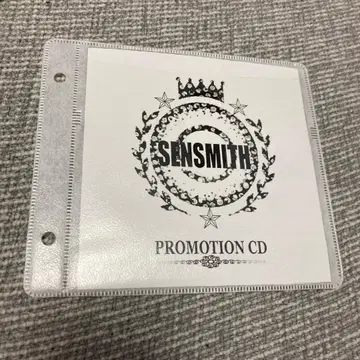 SENSMITH
PROMOTION CD